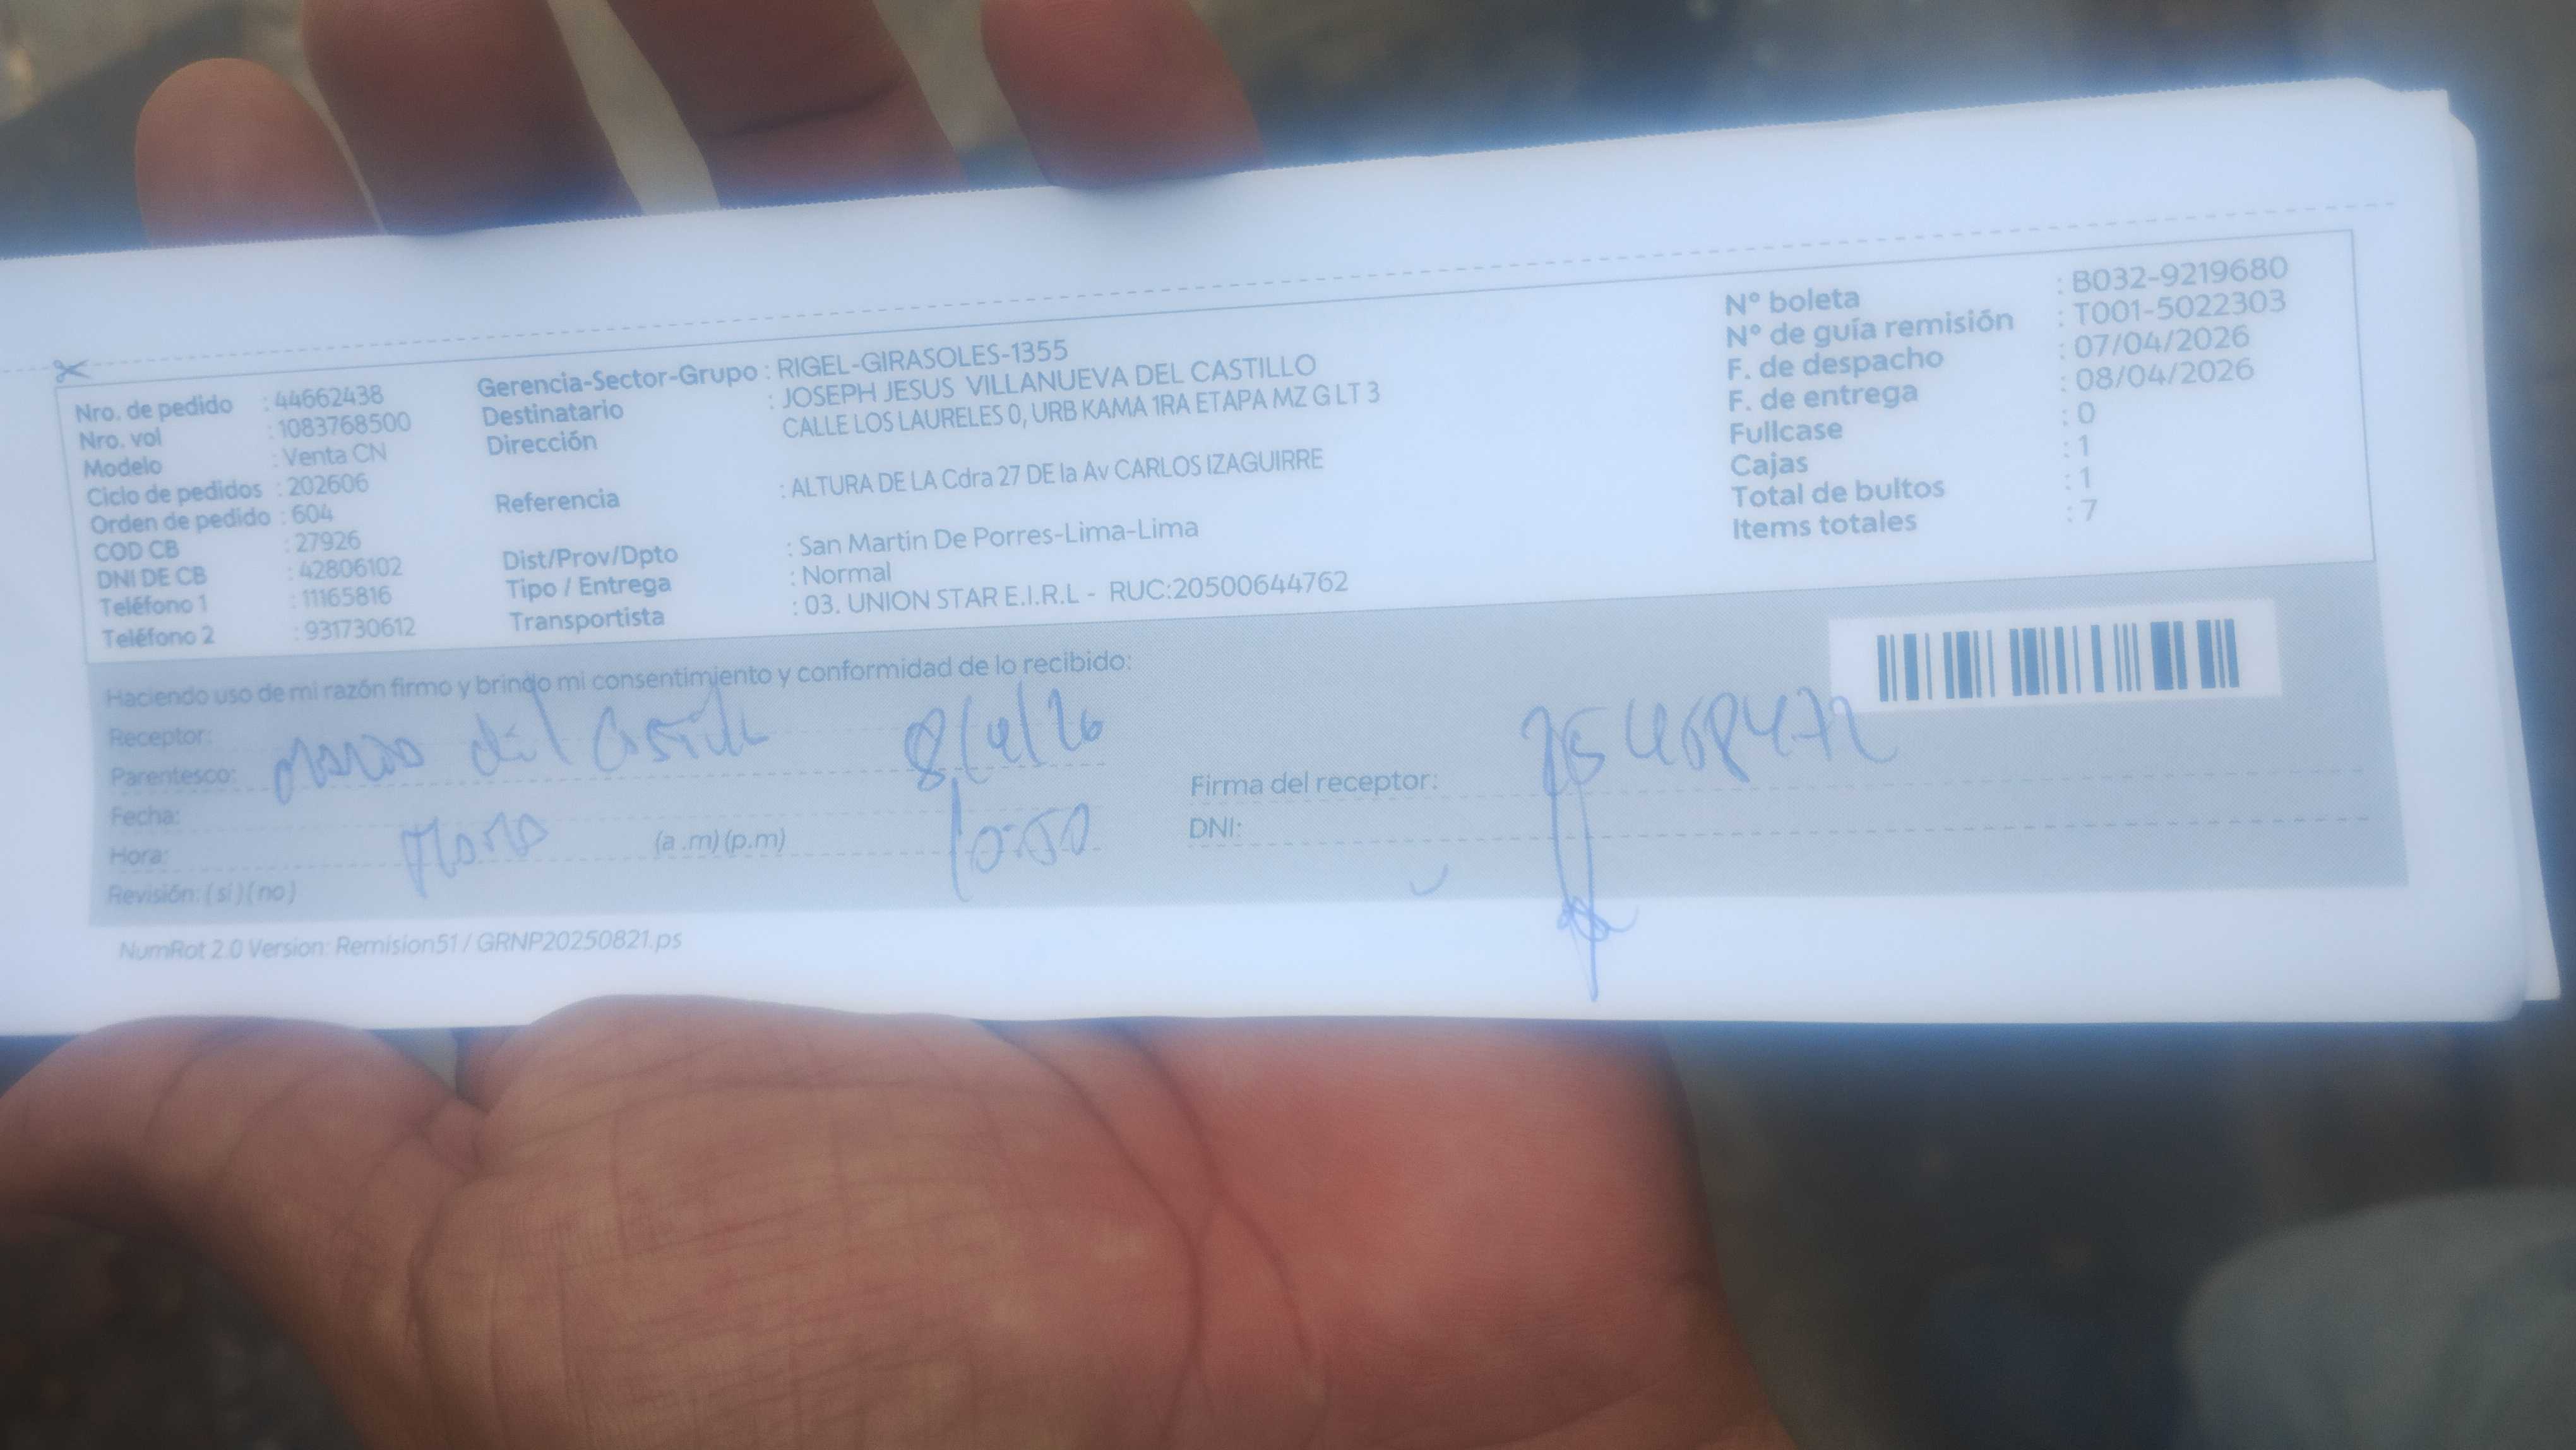 Nro. de pedido : 44662438
Nro. vol : 1083768500
Modelo : Venta CN
Ciclo de pedidos : 202606
Orden de pedido : 604
COD CB : 27926
DNI DE CB : 42806102
Teléfono 1 : 11165816
Teléfono 2 : 931730612
Gerencia-Sector-Grupo : RIGEL-GIRASOLES-1355
Destinatario : JOSEPH JESUS VILLANUEVA DEL CASTILLO
Dirección CALLE LOS LAURELES 0, URB KAMA 1RA ETAPA MZ G LT 3
Referencia : ALTURA DE LA Cdra 27 DE la Av CARLOS IZAGUIRRE
Dist/Prov/Dpto : San Martin De Porres-Lima-Lima
Tipo / Entrega : Normal
Transportista : 03. UNION STAR E.I.R.L - RUC:20500644762
N° boleta : B032-9219680
N° de guía remisión : T001-5022303
F. de despacho : 07/04/2026
F. de entrega : 08/04/2026
Fullcase : 0
Cajas : 1
Total de bultos : 1
Items totales : 7
Haciendo uso de mi razón firmo y brindo mi consentimiento y conformidad de lo recibido:
Receptor: del 8/4/26
Parentesco:
Fecha:
Hora: (a .m) (p.m) 10:50
Revisión: ( si ) ( no )
Firma del receptor:
DNI:
NumRot 2.0 Version: Remision51 / GRNP20250821.ps